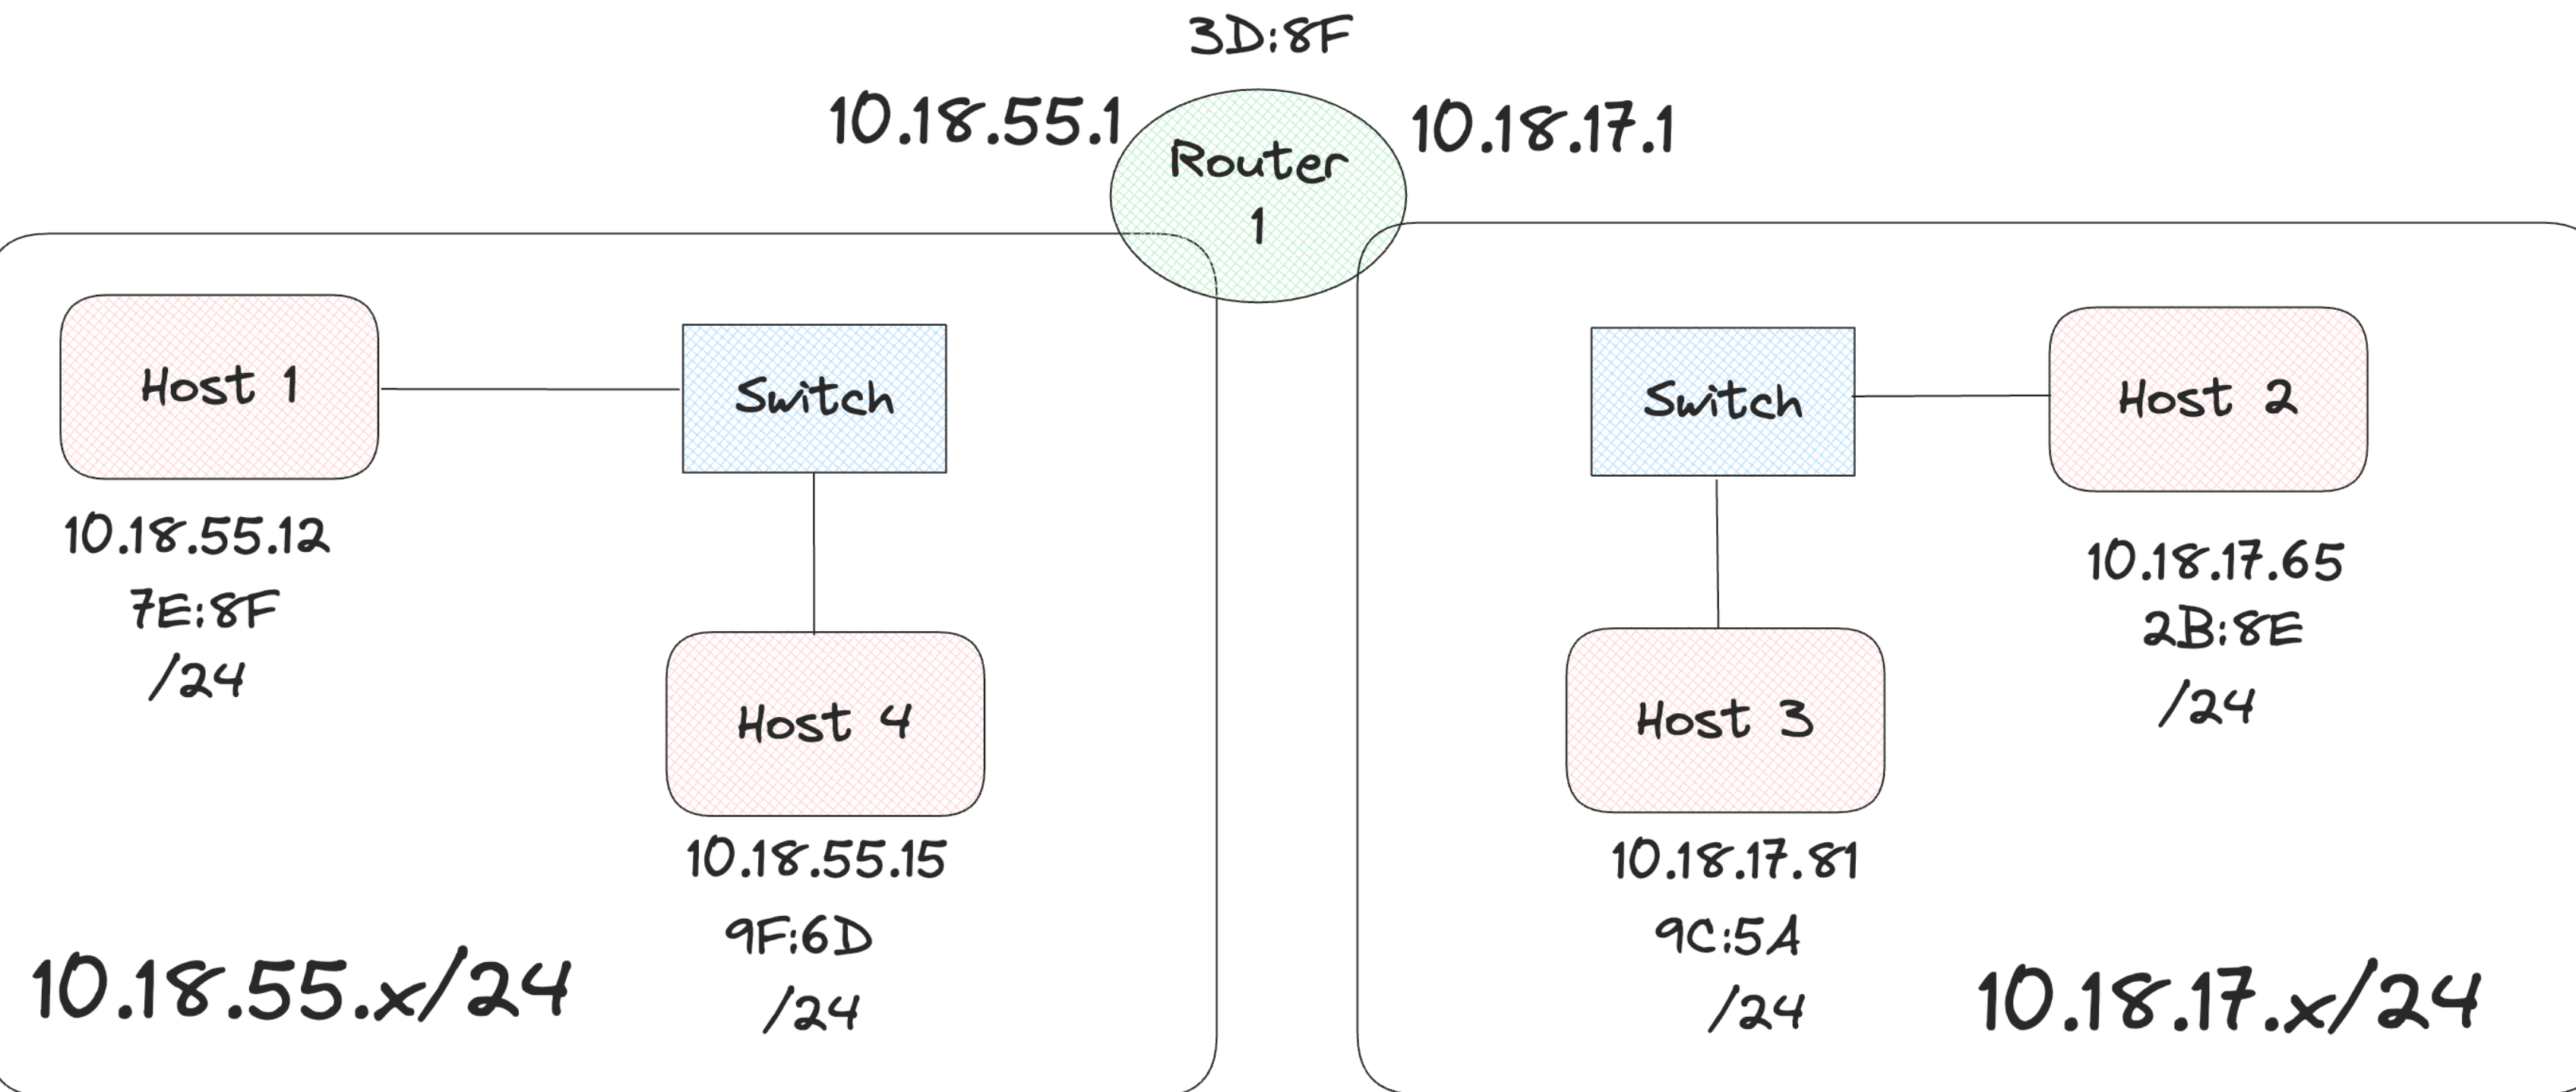 3D:8F
10.18.55.1
10.18.17.1
Router
1
Host 1
Switch
Switch
Host 2
10.18.55.12
7E:8F
/24
10.18.17.65
2B:8E
/24
Host 4
Host 3
10.18.55.15
9F:6D
/24
10.18.17.81
9C:5A
/24
10.18.55.x/24
10.18.17.x/24